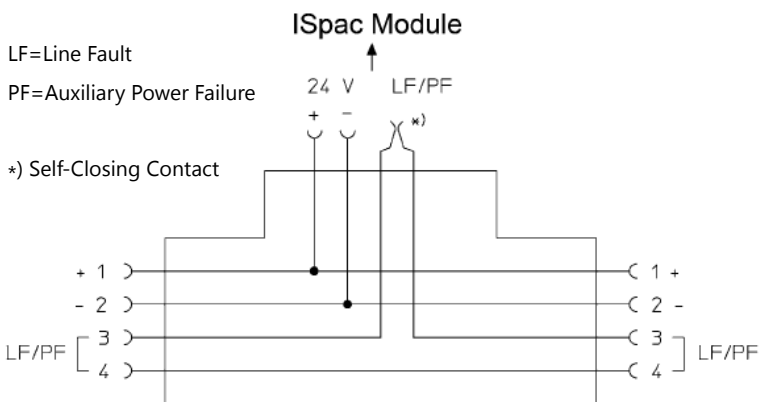 ISpac Module
LF=Line Fault
PF=Auxiliary Power Failure
24 V LF/PF
+ - *)
*) Self-Closing Contact
+ 1 1 +
- 2 2 -
3 3
LF/PF LF/PF
4 4